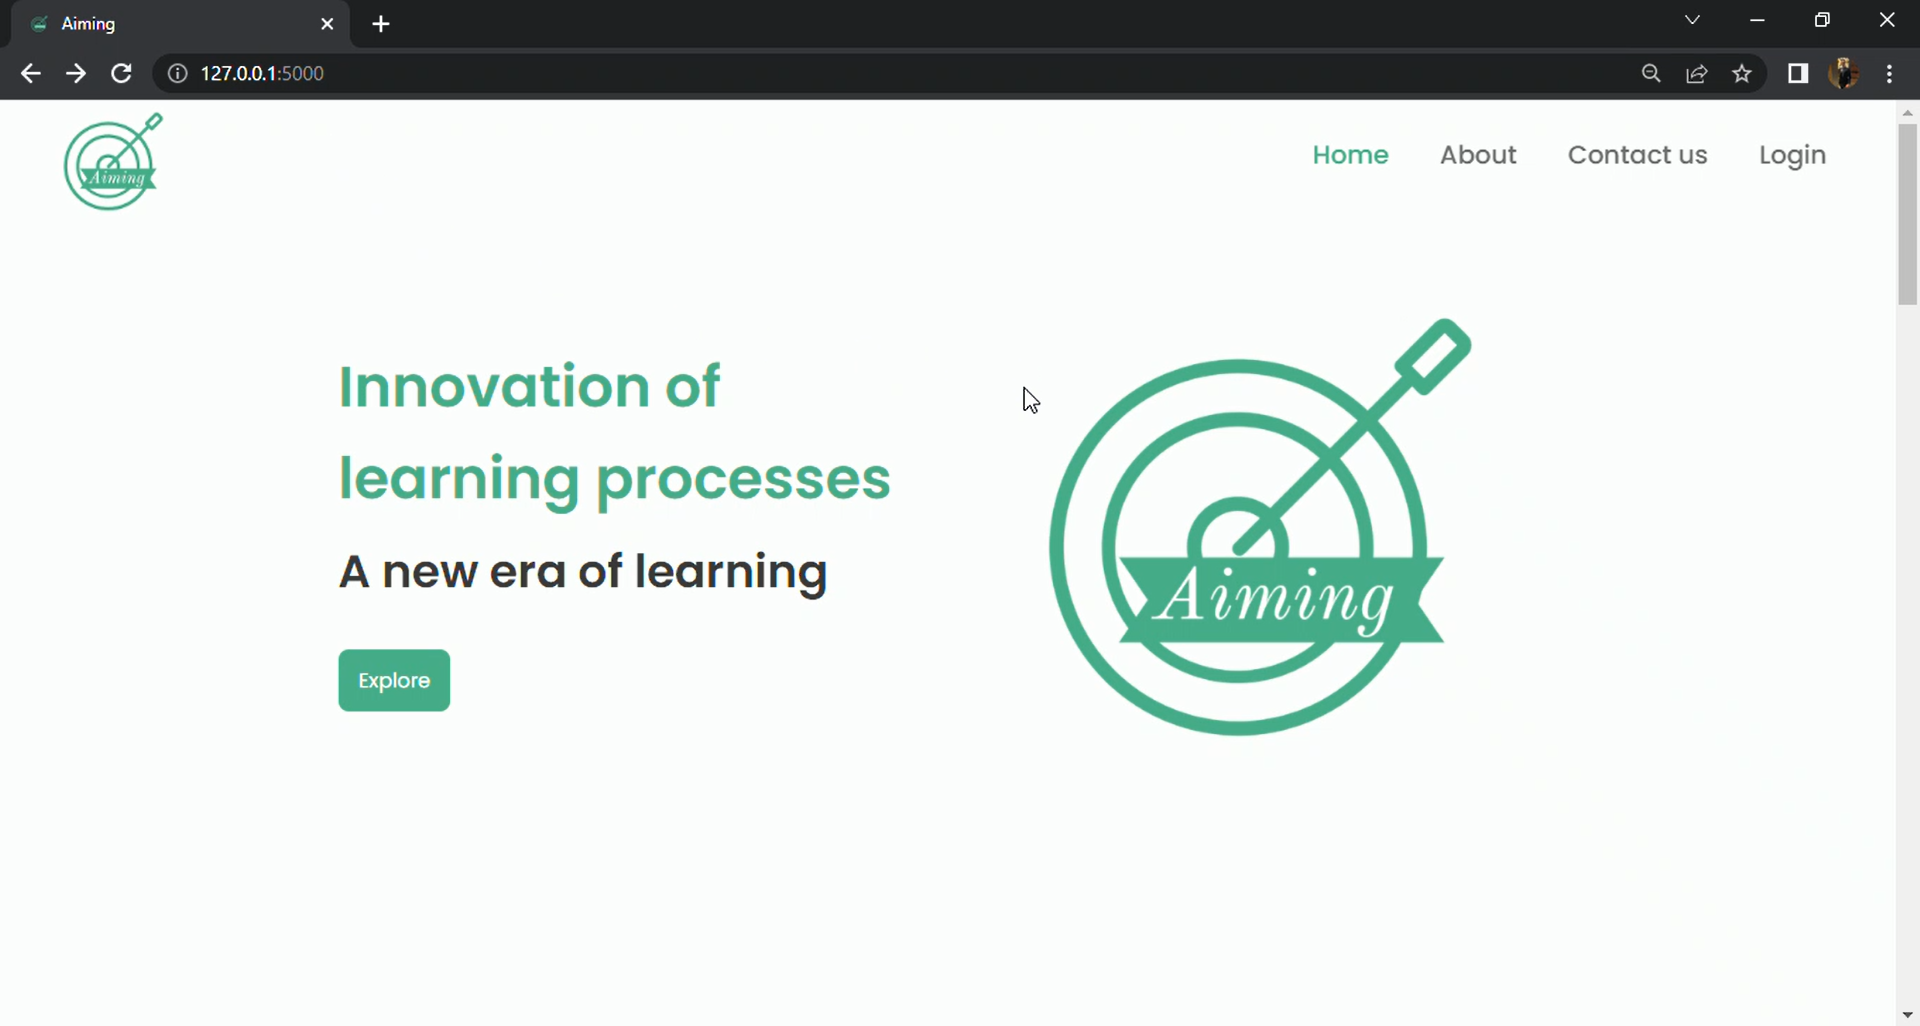 Aiming
127.0.0.1:5000
Aiming
Home About Contact us Login
Innovation of
learning processes
A new era of learning
Explore
Aiming